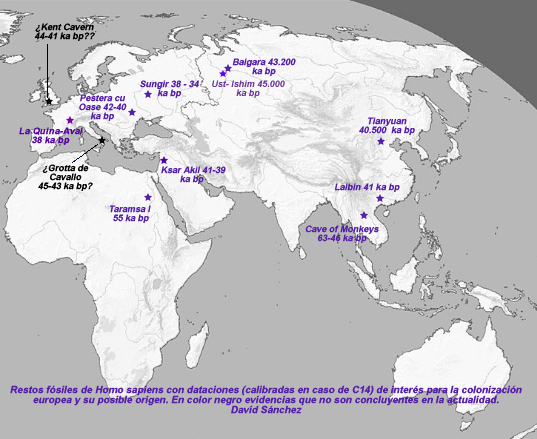 ¿Kent Cavern
44-41 ka bp??
Baigara 43.200
ka bp
Sungir 38 - 34
ka bp
Ust- Ishim 45.000
ka bp
Pestera cu
Oase 42-40
ka bp
Tianyuan
40.500 ka bp
La Quina-Aval
38 ka bp
¿Grotta de
Cavallo
45-43 ka bp?
Ksar Akil 41-39
ka bp
Laibin 41 ka bp
Taramsa I
55 ka bp
Cave of Monkeys
63-46 ka bp
Restos fósiles de Homo sapiens con dataciones (calibradas en caso de C14) de interés para la colonización
europea y su posible origen. En color negro evidencias que no son concluyentes en la actualidad.
David Sánchez